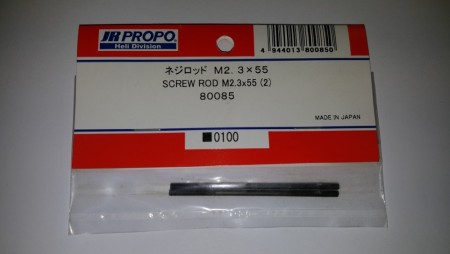 JR PROPO
Heli Division
4 944013 800850
ネジロッド M2.3×55
SCREW ROD M2.3x55 (2)
80085
MADE IN JAPAN
■0100